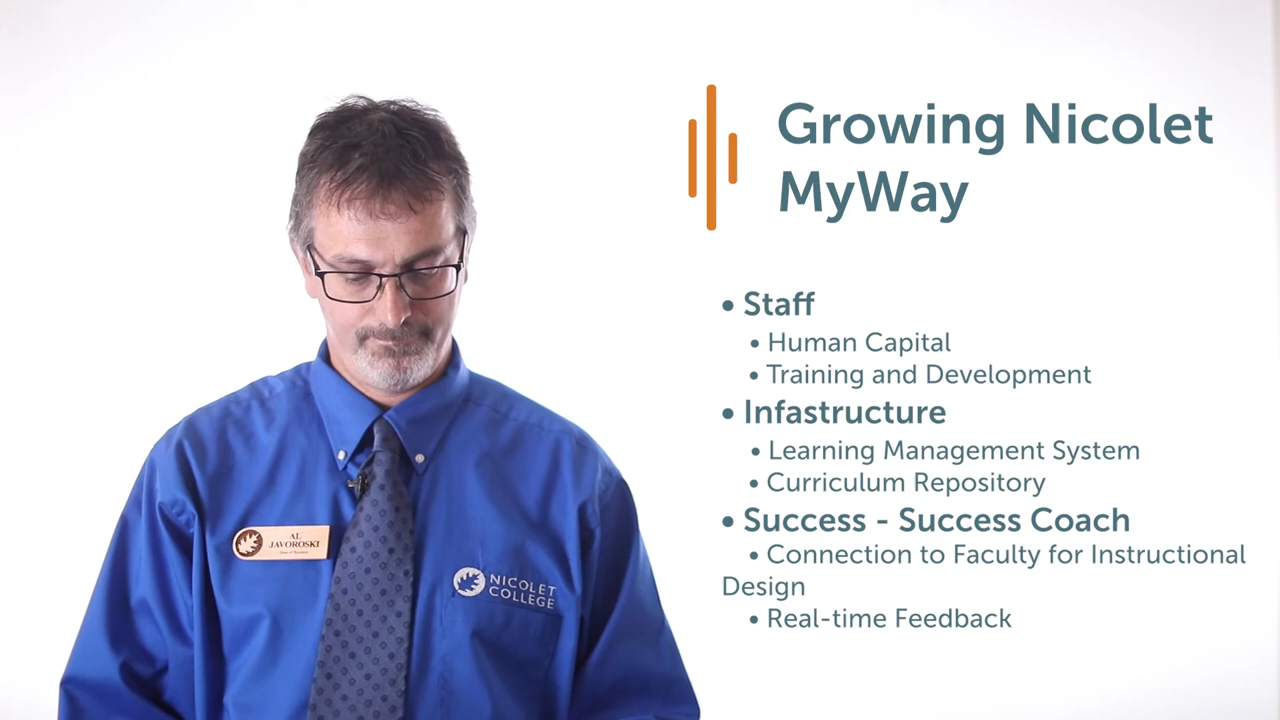 Growing Nicolet
MyWay
• Staff
• Human Capital
• Training and Development
• Infastructure
• Learning Management System
• Curriculum Repository
• Success - Success Coach
• Connection to Faculty for Instructional
Design
• Real-time Feedback
AL
JAVOROSKI
NICOLET
COLLEGE